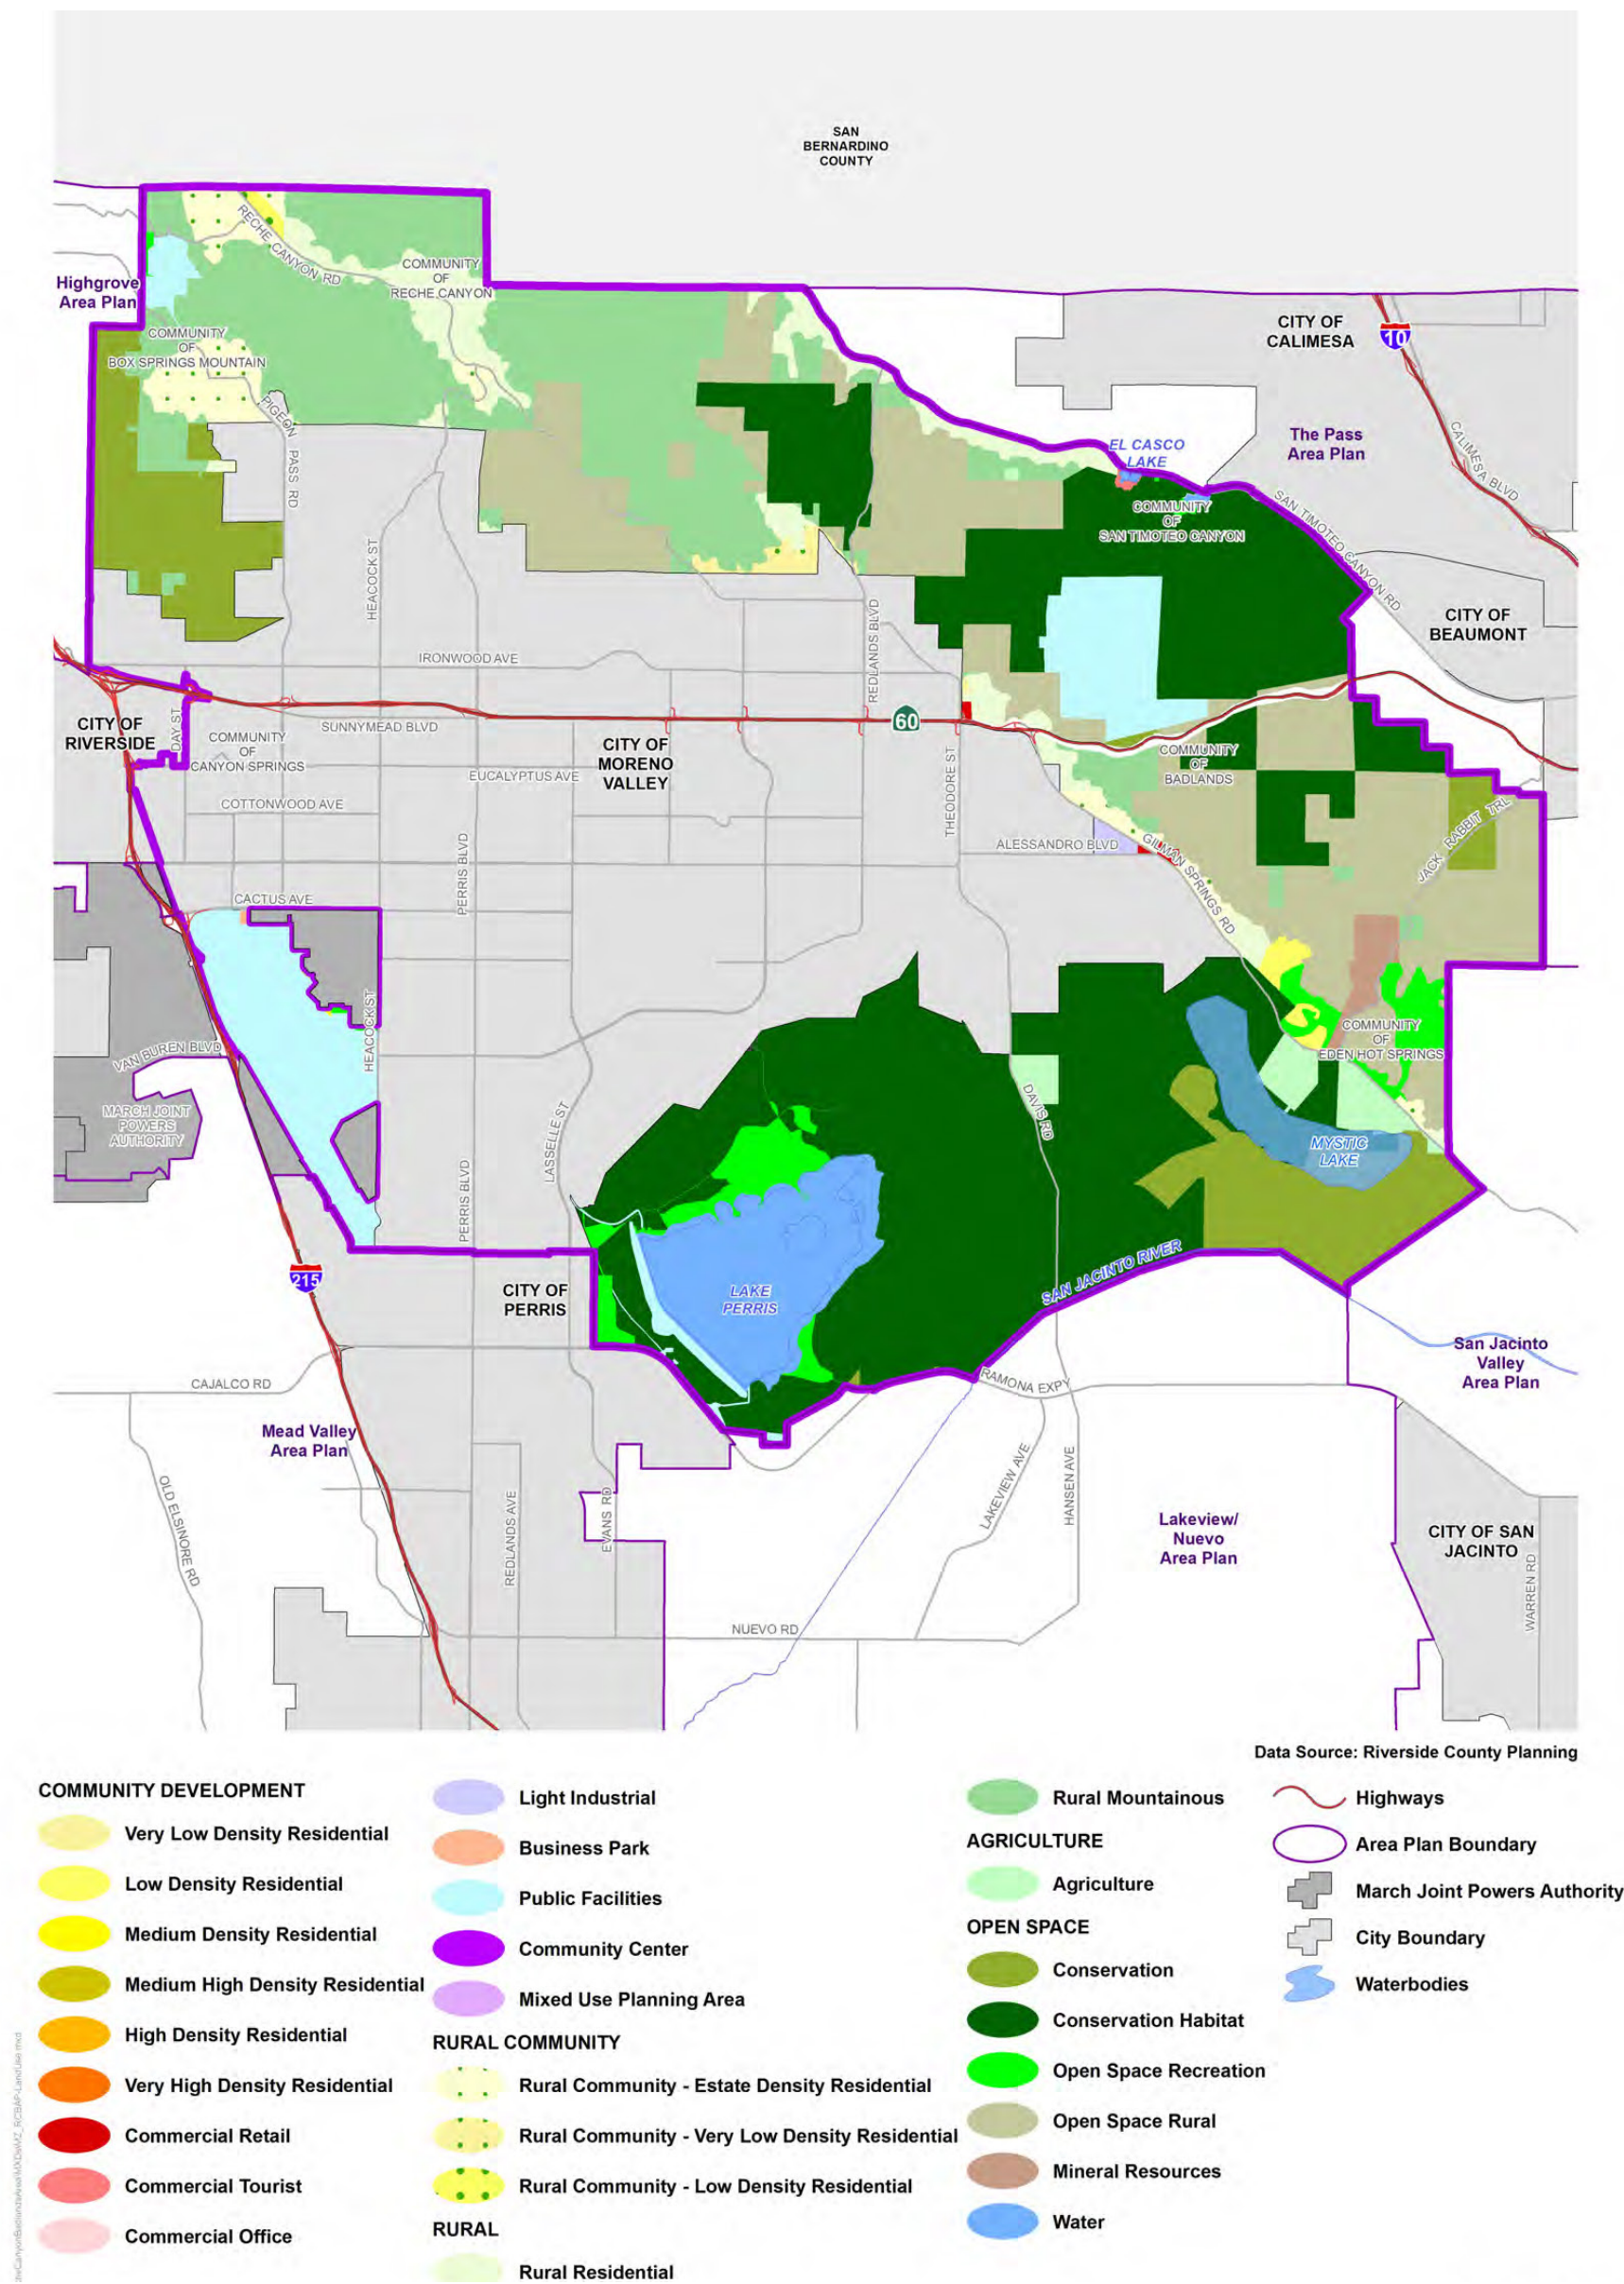 SAN
BERNARDINO
COUNTY
Highgrove
Area Plan
RECHE CANYON RD
COMMUNITY
OF
RECHE CANYON
COMMUNITY
OF
BOX SPRINGS MOUNTAIN
PIGEON PASS RD
CITY OF
CALIMESA
10
The Pass
Area Plan
CALIMESA BLVD
EL CASCO
LAKE
COMMUNITY
OF
SAN TIMOTEO CANYON
SAN TIMOTEO CANYON RD
CITY OF
BEAUMONT
HEACOCK ST
IRONWOOD AVE
REDLANDS BLVD
60
CITY OF
RIVERSIDE
DAY ST
COMMUNITY
OF
CANYON SPRINGS
SUNNYMEAD BLVD
EUCALYPTUS AVE
CITY OF
MORENO
VALLEY
COTTONWOOD AVE
PERRIS BLVD
THEODORE ST
COMMUNITY
OF
BADLANDS
ALESSANDRO BLVD
GILMAN SPRINGS RD
JACK RABBIT TRL
CACTUS AVE
HEACOCK ST
VAN BUREN BLVD
MARCH JOINT
POWERS
AUTHORITY
COMMUNITY
OF
EDEN HOT SPRINGS
LASSELLE ST
PERRIS BLVD
DAVIS RD
MYSTIC
LAKE
SAN JACINTO RIVER
215
CITY OF
PERRIS
LAKE
PERRIS
San Jacinto
Valley
Area Plan
CAJALCO RD
RAMONA EXPY
Mead Valley
Area Plan
OLD ELSINORE RD
REDLANDS AVE
EVANS RD
LAKEVIEW AVE
HANSEN AVE
Lakeview/
Nuevo
Area Plan
CITY OF SAN
JACINTO
WARREN RD
NUEVO RD
Data Source: Riverside County Planning
COMMUNITY DEVELOPMENT
Very Low Density Residential
Low Density Residential
Medium Density Residential
Medium High Density Residential
High Density Residential
Very High Density Residential
Commercial Retail
Commercial Tourist
Commercial Office
Light Industrial
Business Park
Public Facilities
Community Center
Mixed Use Planning Area
RURAL COMMUNITY
Rural Community - Estate Density Residential
Rural Community - Very Low Density Residential
Rural Community - Low Density Residential
RURAL
Rural Residential
Rural Mountainous
AGRICULTURE
Agriculture
OPEN SPACE
Conservation
Conservation Habitat
Open Space Recreation
Open Space Rural
Mineral Resources
Water
Highways
Area Plan Boundary
March Joint Powers Authority
City Boundary
Waterbodies